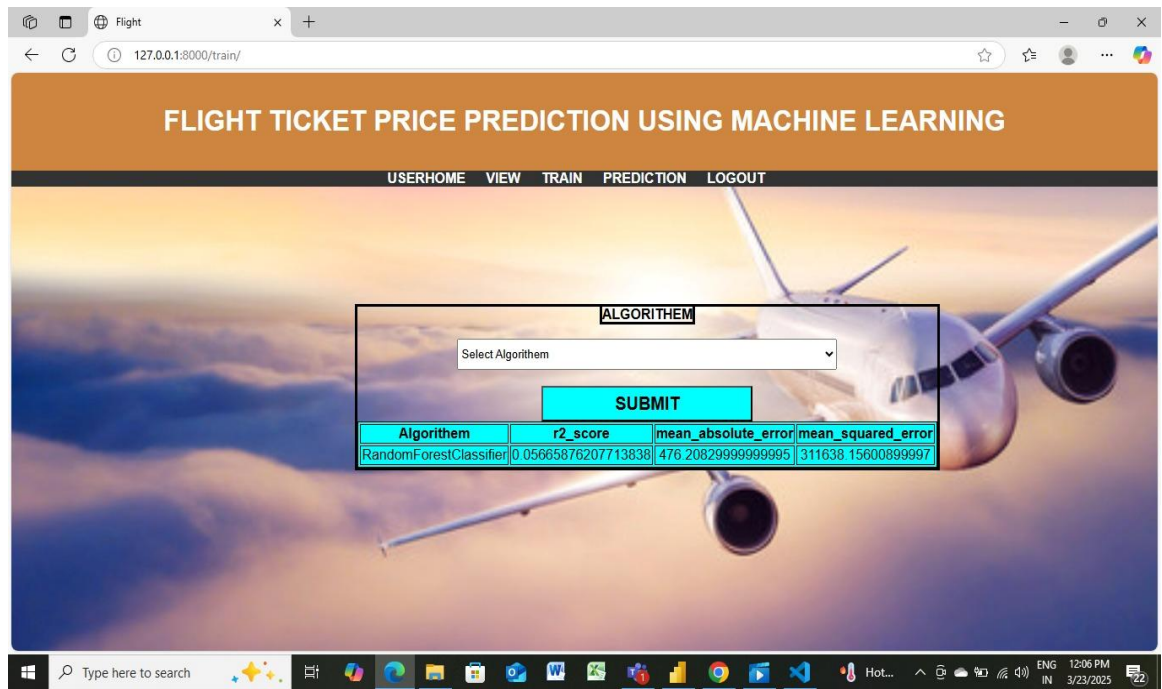 Flight
127.0.0.1:8000/train/
FLIGHT TICKET PRICE PREDICTION USING MACHINE LEARNING
USERHOME VIEW TRAIN PREDICTION LOGOUT
ALGORITHEM
Select Algorithem
SUBMIT
Algorithem r2_score mean_absolute_error mean_squared_error
RandomForestClassifier 0.05665876207713838 476.20829999999995 311638.15600899997
Type here to search
Hot...
ENG
IN
12:06 PM
3/23/2025
22